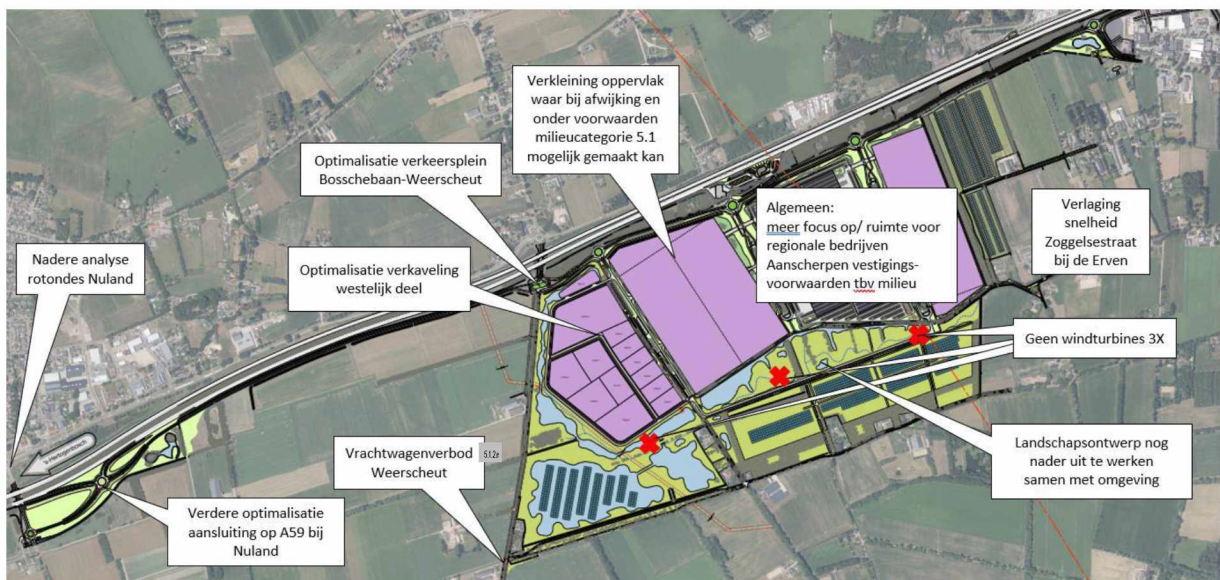 Verkleining oppervlak
waar bij afwijking en
onder voorwaarden
milieucategorie 5.1
mogelijk gemaakt kan
Optimalisatie verkeersplein
Bosschebaan-Weerscheut
Algemeen:
meer focus op/ ruimte voor
regionale bedrijven
Aanscherpen vestigings-
voorwaarden tbv milieu
Verlaging
snelheid
Zoggelsestraat
bij de Erven
Nadere analyse
rotondes Nuland
Optimalisatie verkaveling
westelijk deel
Geen windturbines 3X
's-Hertogenbosch
Vrachtwagenverbod
Weerscheut
5.1.2e
Landschapsontwerp nog
nader uit te werken
samen met omgeving
Verdere optimalisatie
aansluiting op A59 bij
Nuland